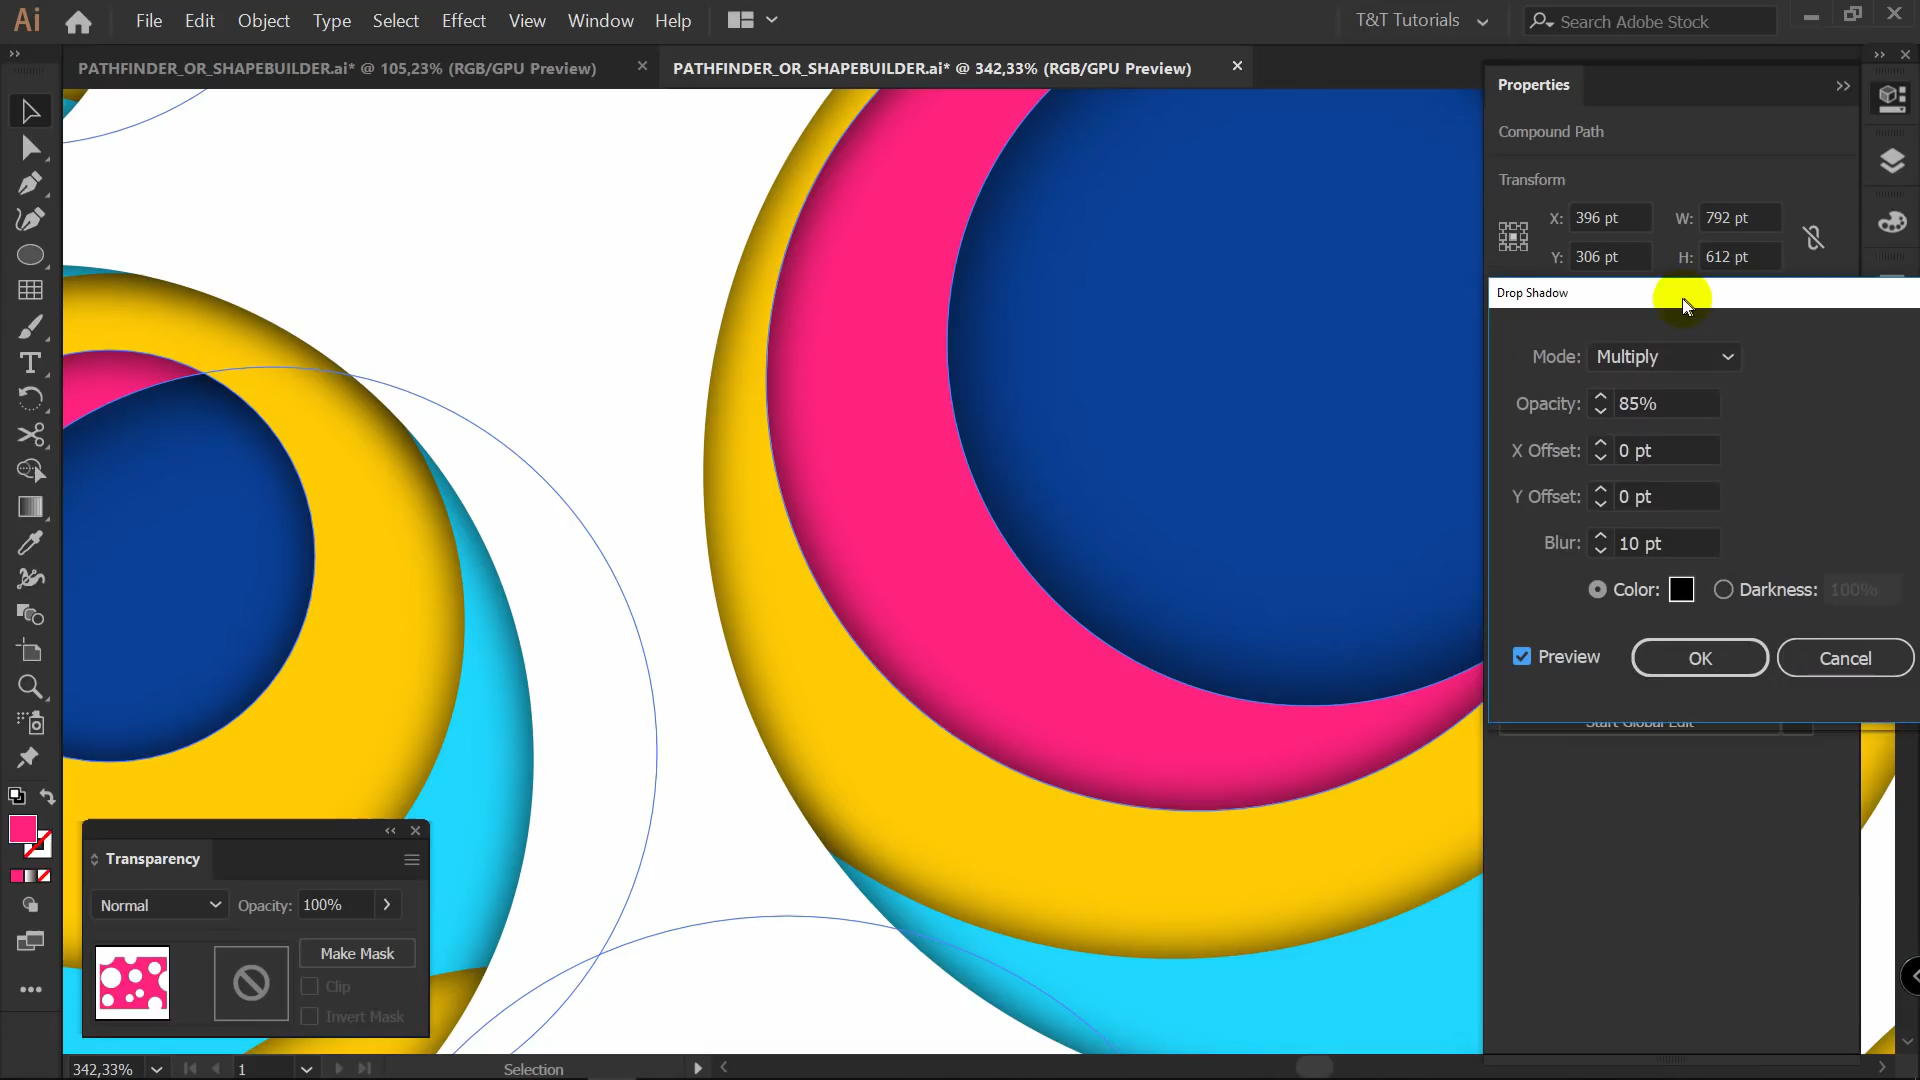 Ai File Edit Object Type Select Effect View Window Help T&T Tutorials Search Adobe Stock
PATHFINDER_OR_SHAPEBUILDER.ai* @ 105,23% (RGB/GPU Preview) PATHFINDER_OR_SHAPEBUILDER.ai* @ 342,33% (RGB/GPU Preview)
Properties
Compound Path
Transform
X: 396 pt W: 792 pt
Y: 306 pt H: 612 pt
Drop Shadow
Mode: Multiply
Opacity: 85%
X Offset: 0 pt
Y Offset: 0 pt
Blur: 10 pt
Color: Darkness: 100%
Preview OK Cancel
Start Global Edit
Transparency
Normal Opacity: 100%
Make Mask
Clip
Invert Mask
342,33% 1 Selection